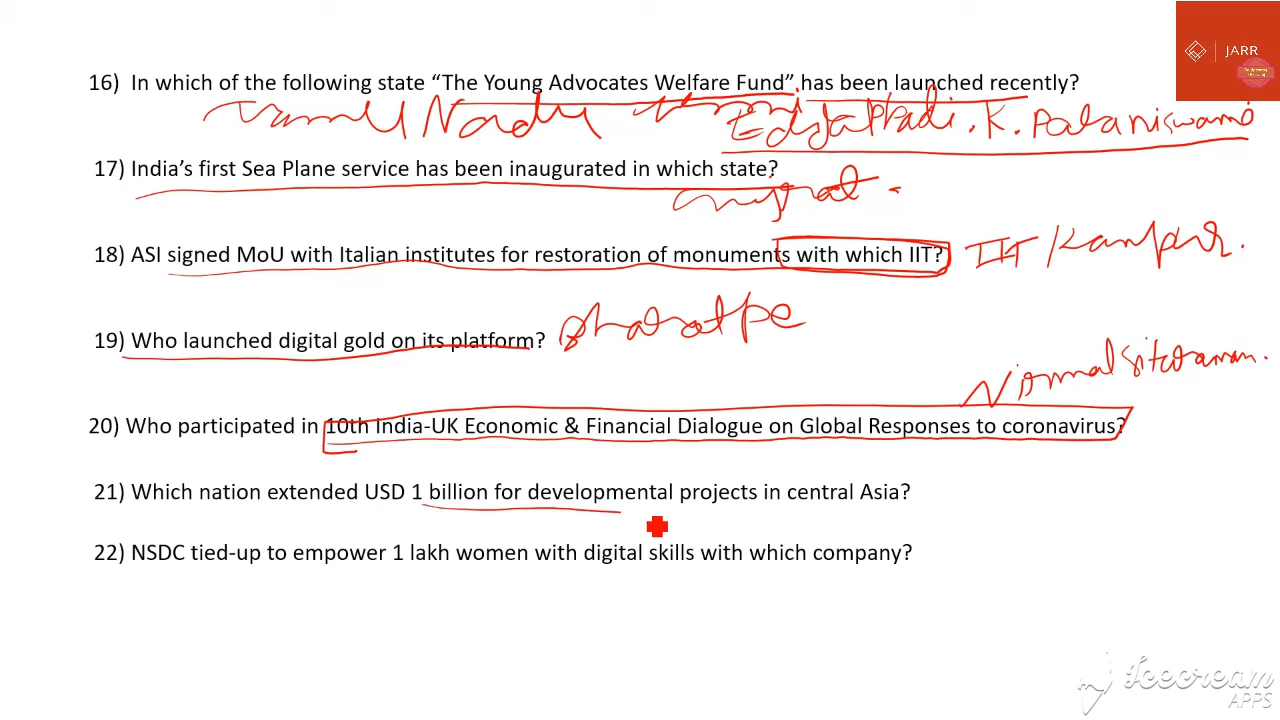 JARR
16) In which of the following state “The Young Advocates Welfare Fund” has been launched recently?
Tamil Nadu Edappadi. K. Palaniswami
17) India’s first Sea Plane service has been inaugurated in which state?
Gujrat
18) ASI signed MoU with Italian institutes for restoration of monuments with which IIT?
IIT Kanpur.
19) Who launched digital gold on its platform?
Bharatpe
Nirmal Sitaraman.
20) Who participated in 10th India-UK Economic & Financial Dialogue on Global Responses to coronavirus?
21) Which nation extended USD 1 billion for developmental projects in central Asia?
22) NSDC tied-up to empower 1 lakh women with digital skills with which company?
Icecream
APPS